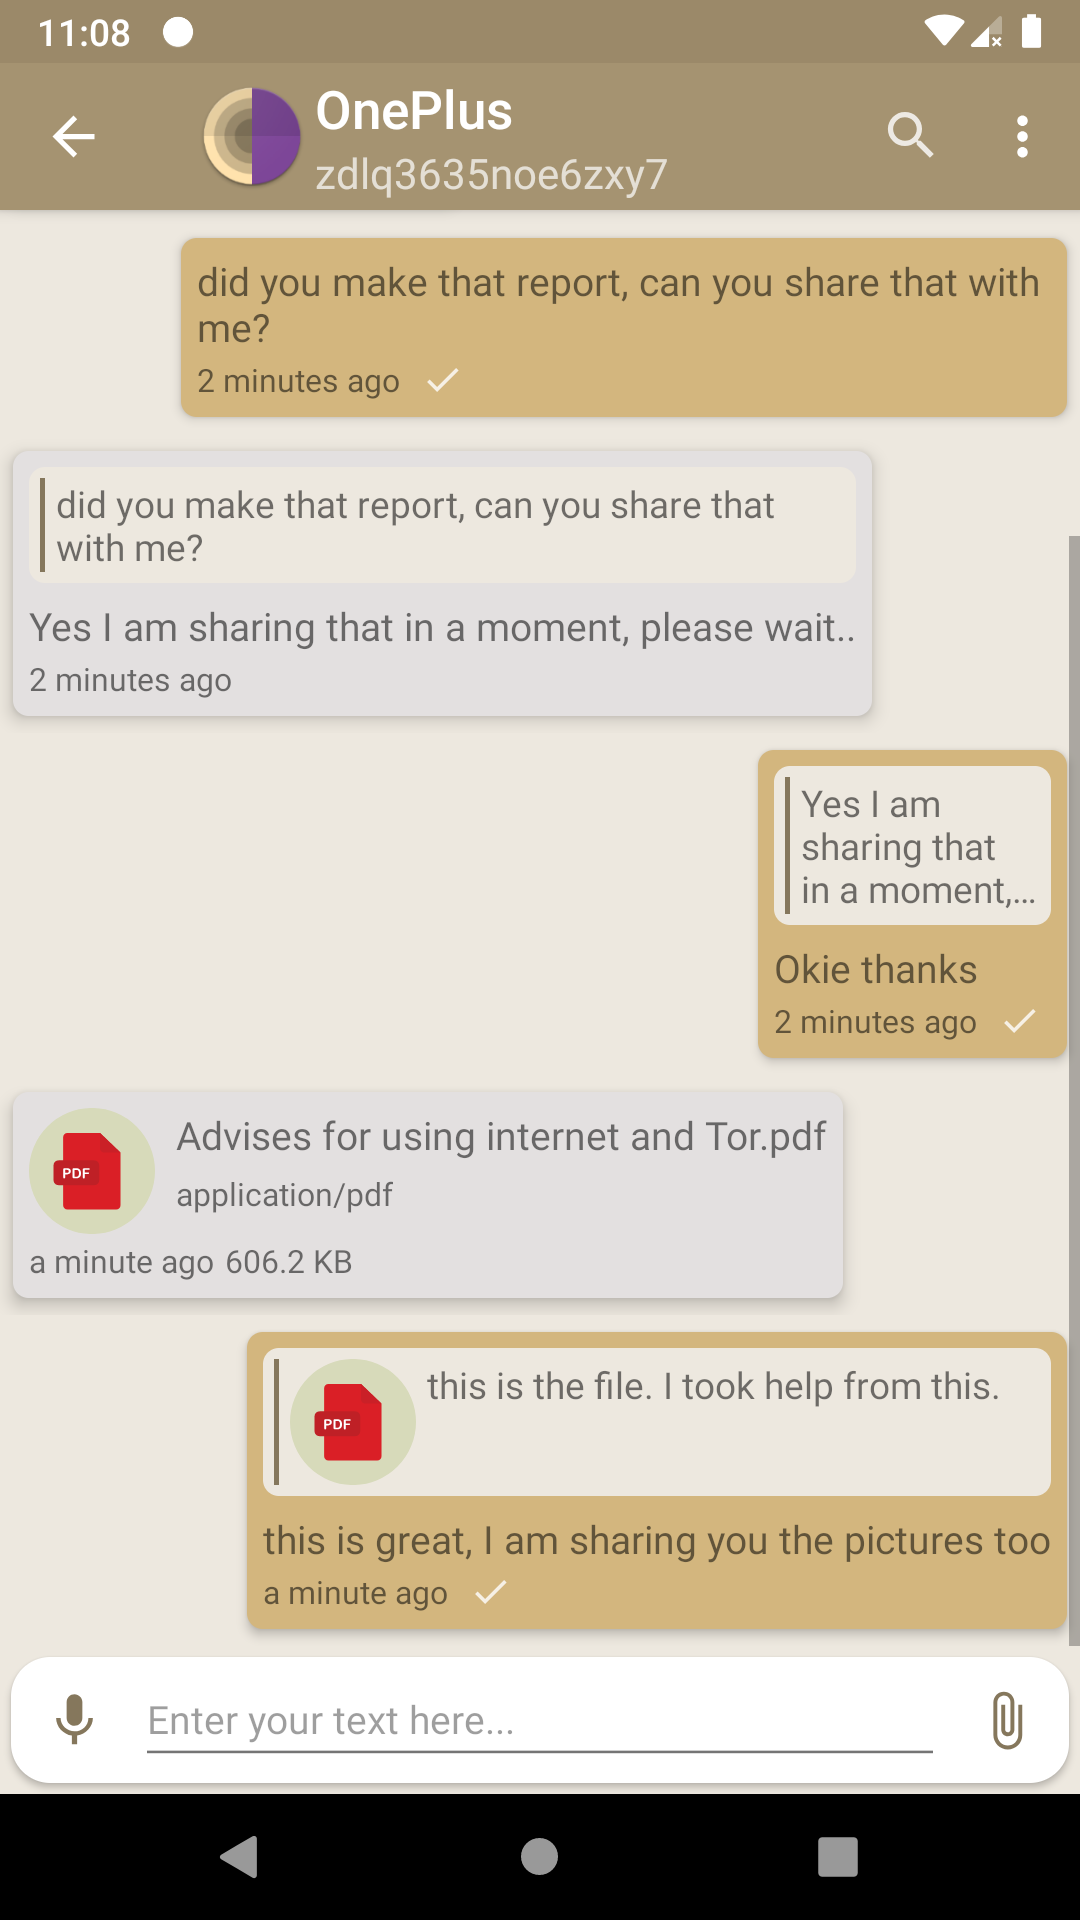 11:08
OnePlus
zdlq3635noe6zxy7
did you make that report, can you share that with
me?
2 minutes ago
did you make that report, can you share that
with me?
Yes I am sharing that in a moment, please wait..
2 minutes ago
Yes I am
sharing that
in a moment,...
Okie thanks
2 minutes ago
PDF
Advises for using internet and Tor.pdf
application/pdf
a minute ago 606.2 KB
PDF
this is the file. I took help from this.
this is great, I am sharing you the pictures too
a minute ago
Enter your text here...